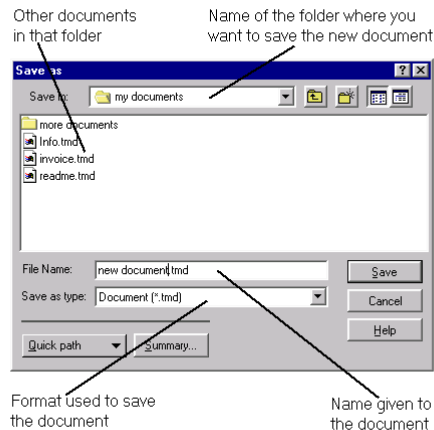 Other documents
in that folder
Name of the folder where you
want to save the new document
Save as
Save in:
my documents
more documents
Info.tmd
invoice.tmd
readme.tmd
File Name:
new document.tmd
Save
Save as type:
Document (*.tmd)
Cancel
Help
Quick path
Summary...
Format used to save
the document
Name given to
the document